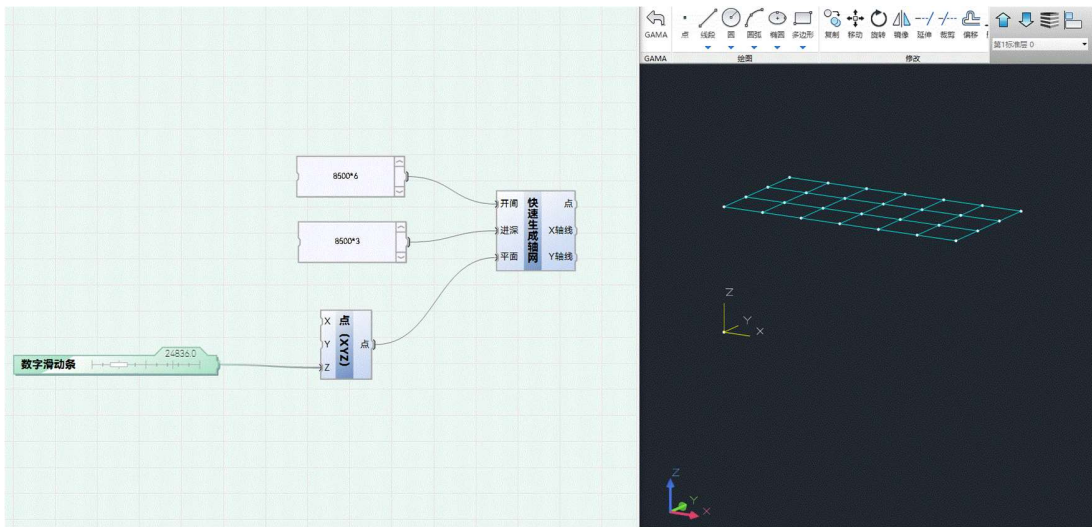 8500*6
8500*3
开间
进深
平面
快速生成轴网
点
X轴线
Y轴线
X
Y
Z
点 (XYZ)
点
数字滑动条
24836.0
GAMA
点
线段
圆
圆弧
椭圆
多边形
复制
移动
旋转
镜像
延伸
裁剪
偏移
第1标准层 0
GAMA
绘图
修改
Z
Y
X
Z
Y
X